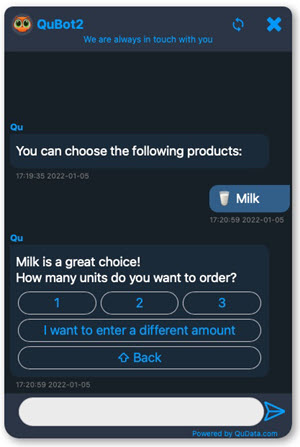 QuBot2
We are always in touch with you
Qu
You can choose the following products:
17:19:35 2022-01-05
🥛 Milk
17:20:59 2022-01-05
Qu
Milk is a great choice!
How many units do you want to order?
1 2 3
I want to enter a different amount
⇧ Back
17:20:59 2022-01-05
Powered by QuData.com